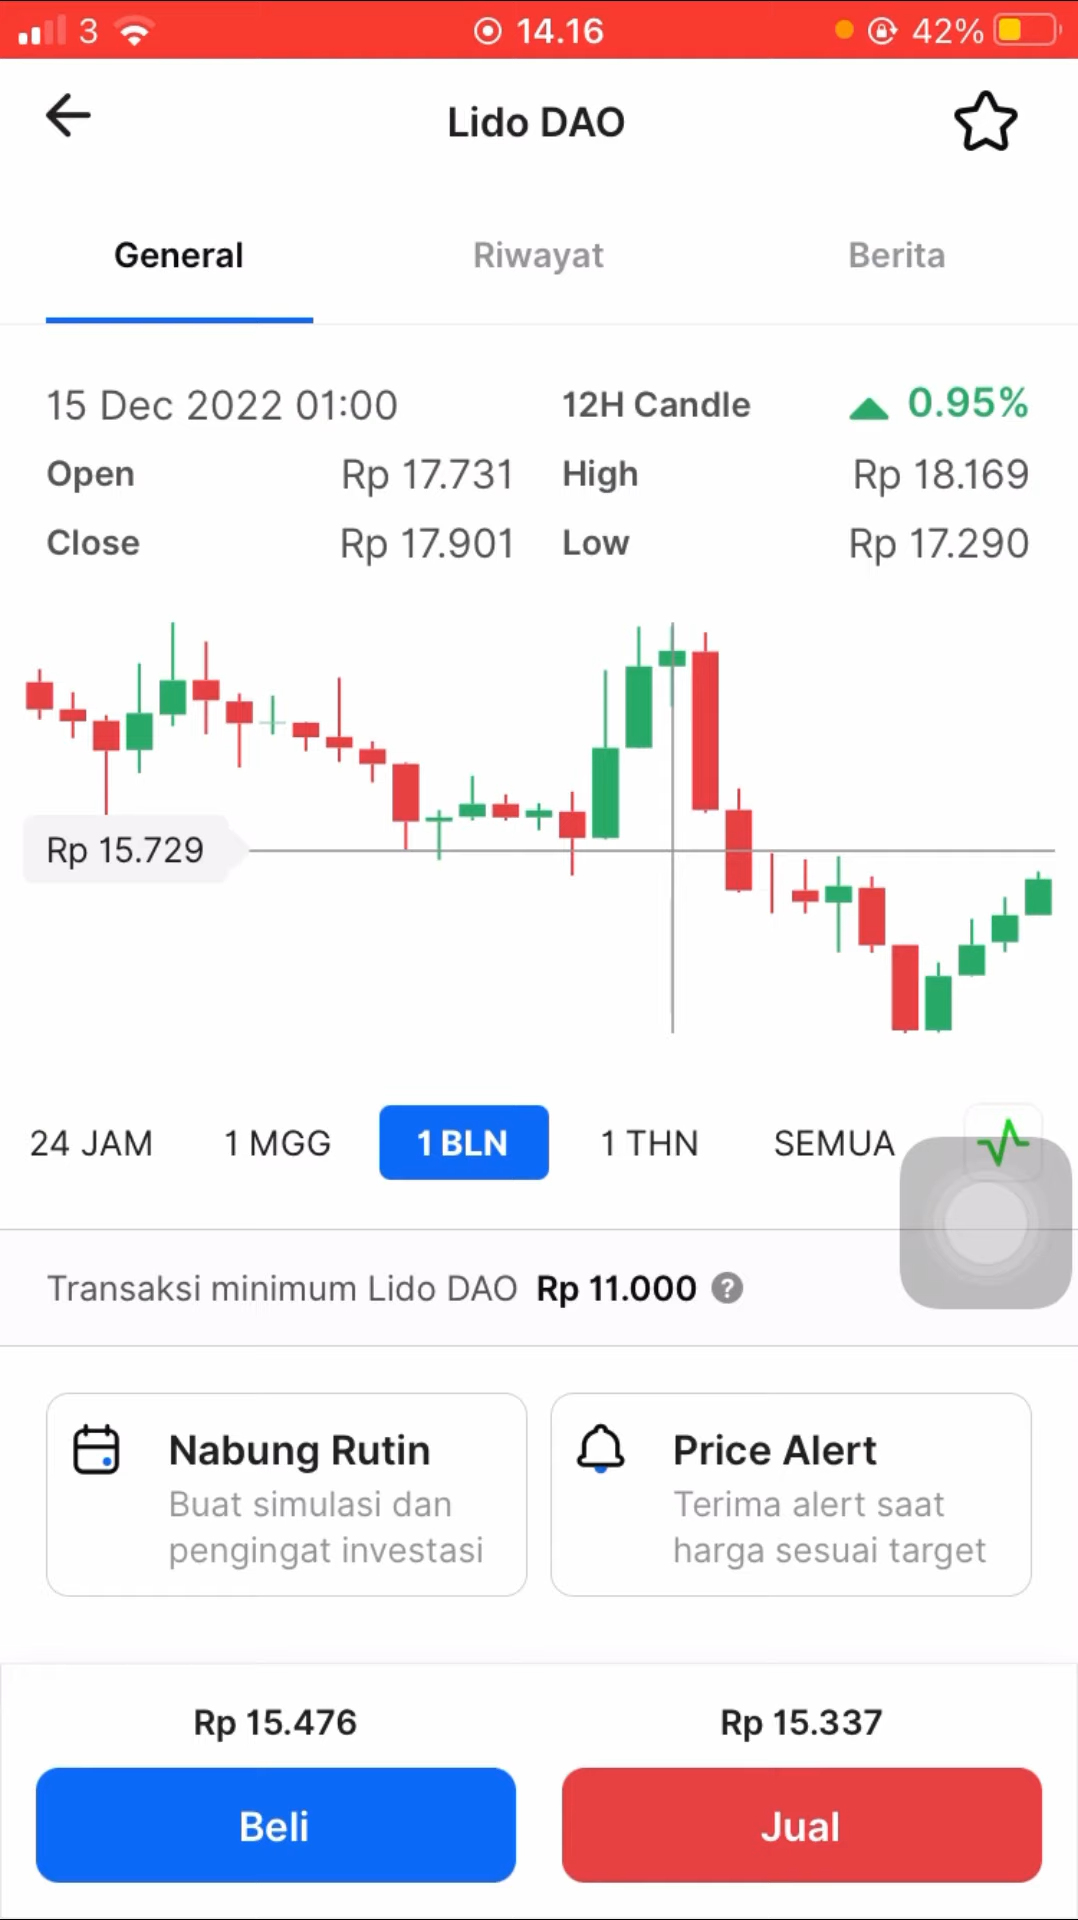 3 14.16 42%
Lido DAO
General Riwayat Berita
15 Dec 2022 01:00 12H Candle 0.95%
Open Rp 17.731 High Rp 18.169
Close Rp 17.901 Low Rp 17.290
Rp 15.729
24 JAM 1 MGG 1 BLN 1 THN SEMUA
Transaksi minimum Lido DAO Rp 11.000 ?
Nabung Rutin
Buat simulasi dan
pengingat investasi
Price Alert
Terima alert saat
harga sesuai target
Rp 15.476 Rp 15.337
Beli Jual